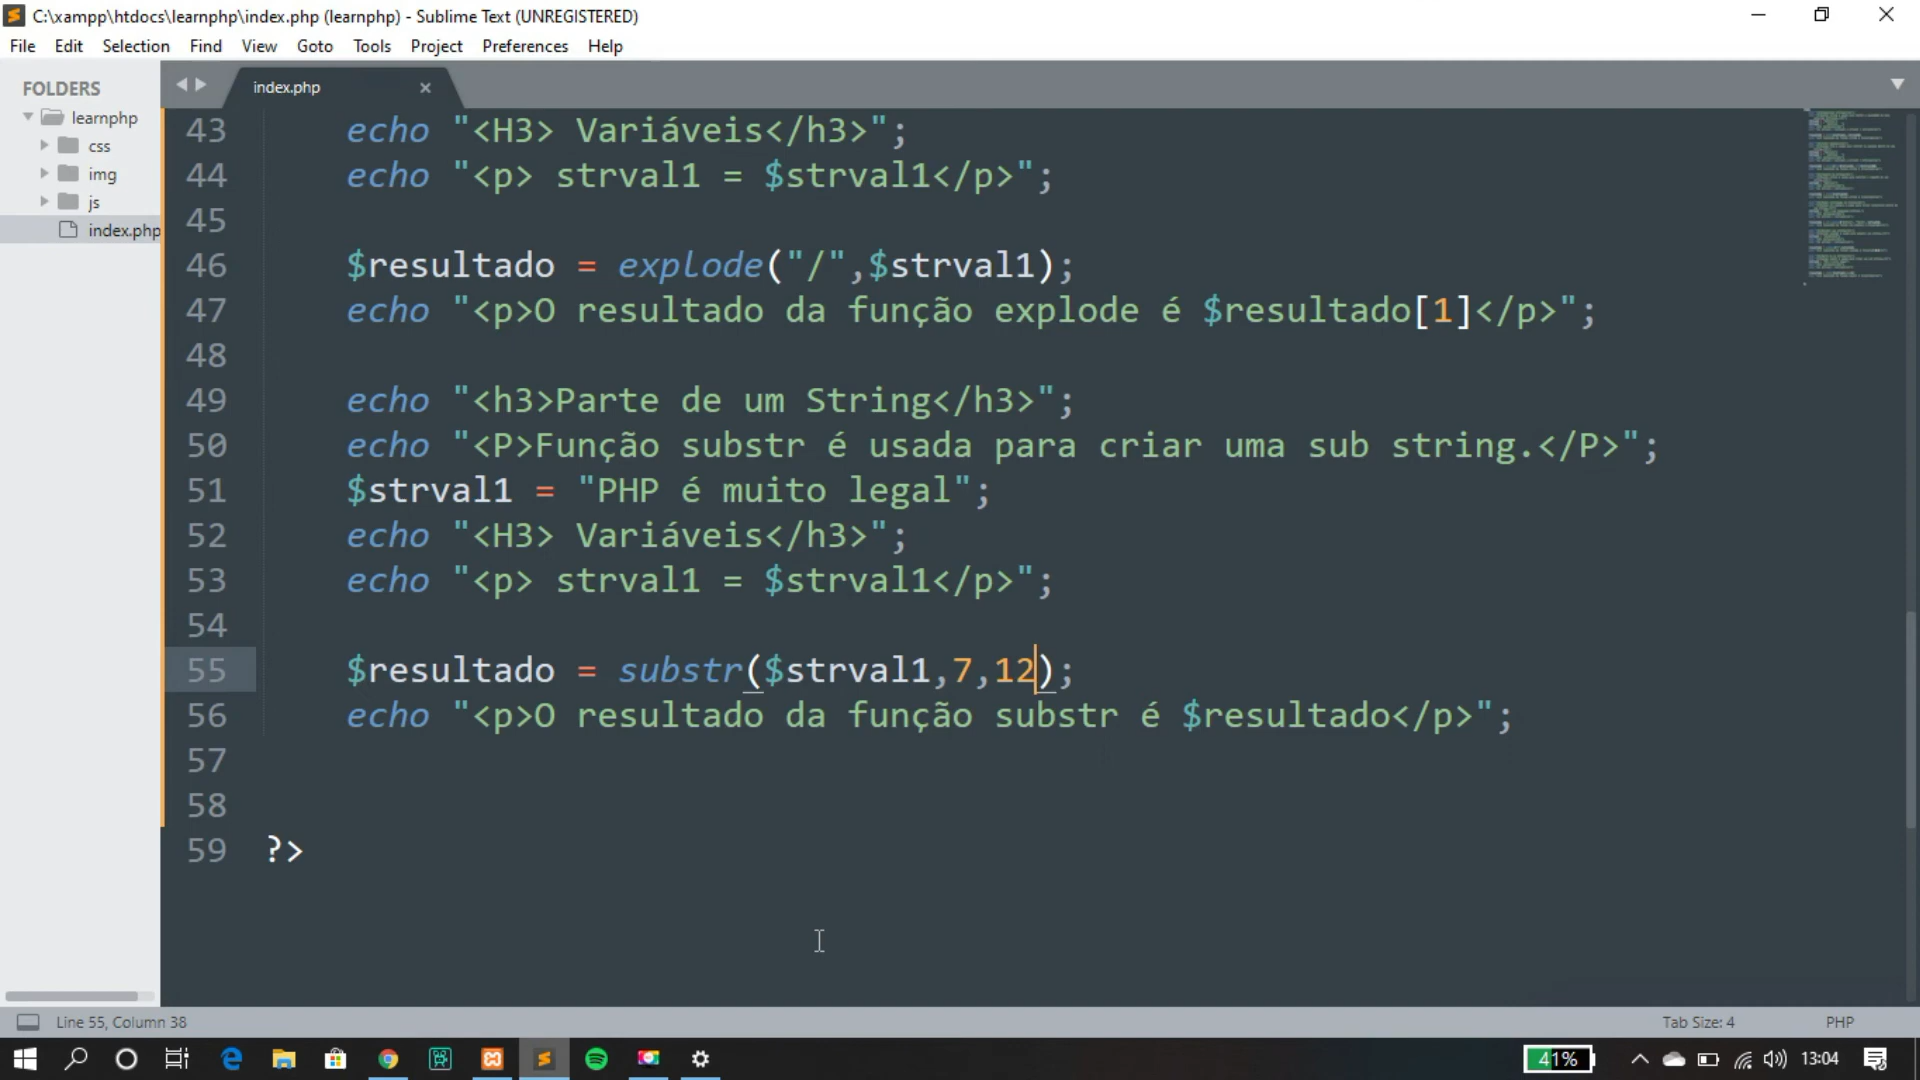 C:\xampp\htdocs\learnphp\index.php (learnphp) - Sublime Text (UNREGISTERED)
File Edit Selection Find View Goto Tools Project Preferences Help
FOLDERS
learnphp
css
img
js
index.php
index.php
43 echo "<H3> Variáveis</h3>";
44 echo "<p> strval1 = $strval1</p>";
45
46 $resultado = explode("/",$strval1);
47 echo "<p>O resultado da função explode é $resultado[1]</p>";
48
49 echo "<h3>Parte de um String</h3>";
50 echo "<P>Função substr é usada para criar uma sub string.</P>";
51 $strval1 = "PHP é muito legal";
52 echo "<H3> Variáveis</h3>";
53 echo "<p> strval1 = $strval1</p>";
54
55 $resultado = substr($strval1,7,12);
56 echo "<p>O resultado da função substr é $resultado</p>";
57
58
59 ?>
Line 55, Column 38 Tab Size: 4 PHP
41% 13:04